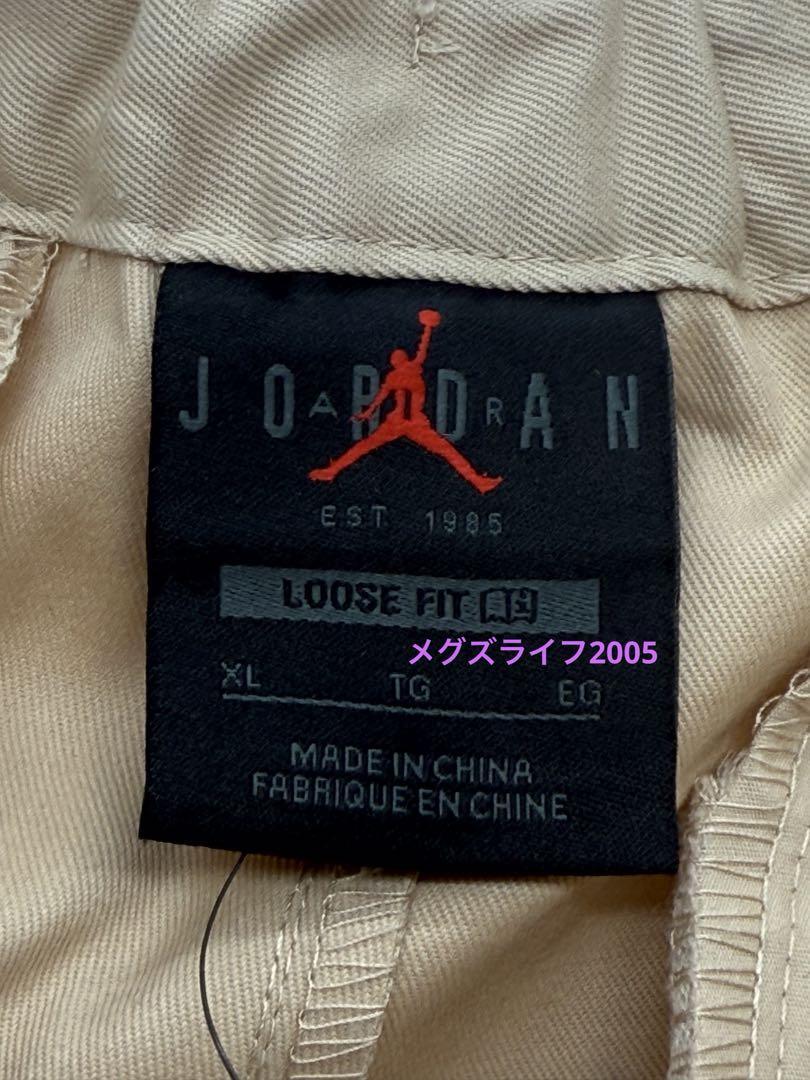 JORDAN
AIR
EST. 1985
LOOSE FIT
メグズライフ2005
XL TG EG
MADE IN CHINA
FABRIQUE EN CHINE